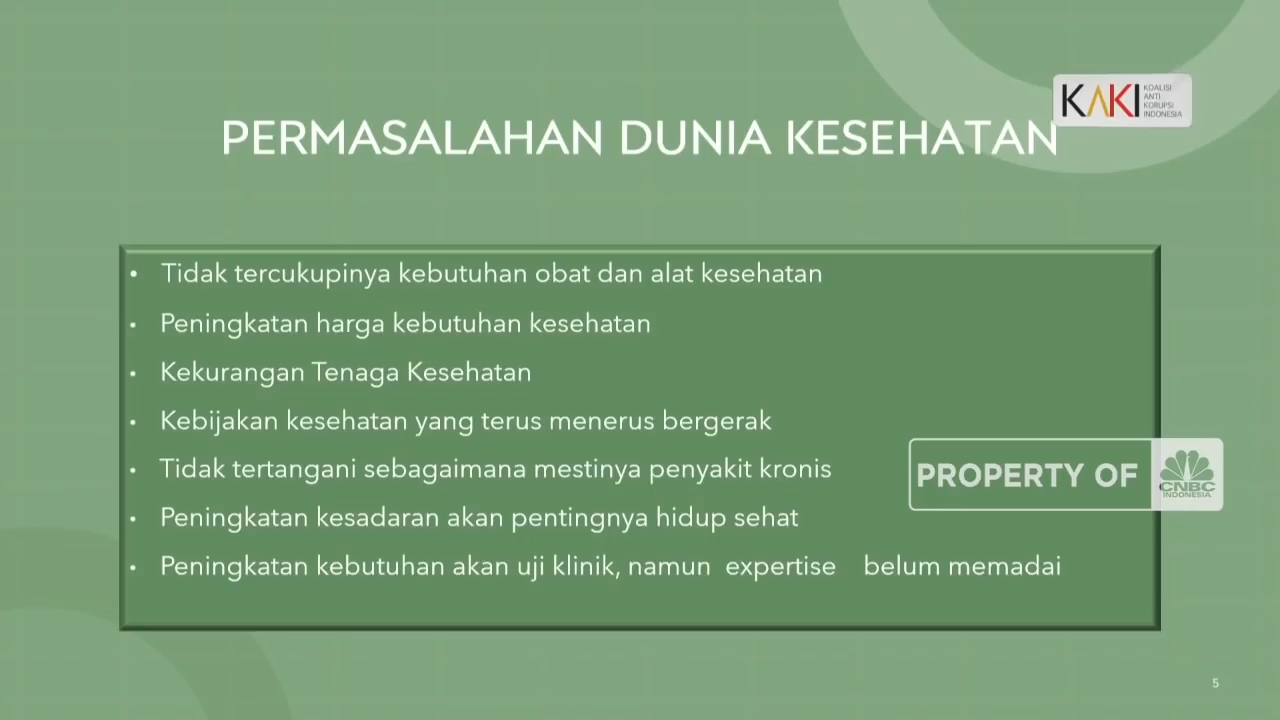 KAKI
KOALISI
ANTI
KORUPSI
INDONESIA
PERMASALAHAN DUNIA KESEHATAN
• Tidak tercukupinya kebutuhan obat dan alat kesehatan
• Peningkatan harga kebutuhan kesehatan
• Kekurangan Tenaga Kesehatan
• Kebijakan kesehatan yang terus menerus bergerak
• Tidak tertangani sebagaimana mestinya penyakit kronis
PROPERTY OF
CNBC
INDONESIA
• Peningkatan kesadaran akan pentingnya hidup sehat
• Peningkatan kebutuhan akan uji klinik, namun expertise belum memadai
5